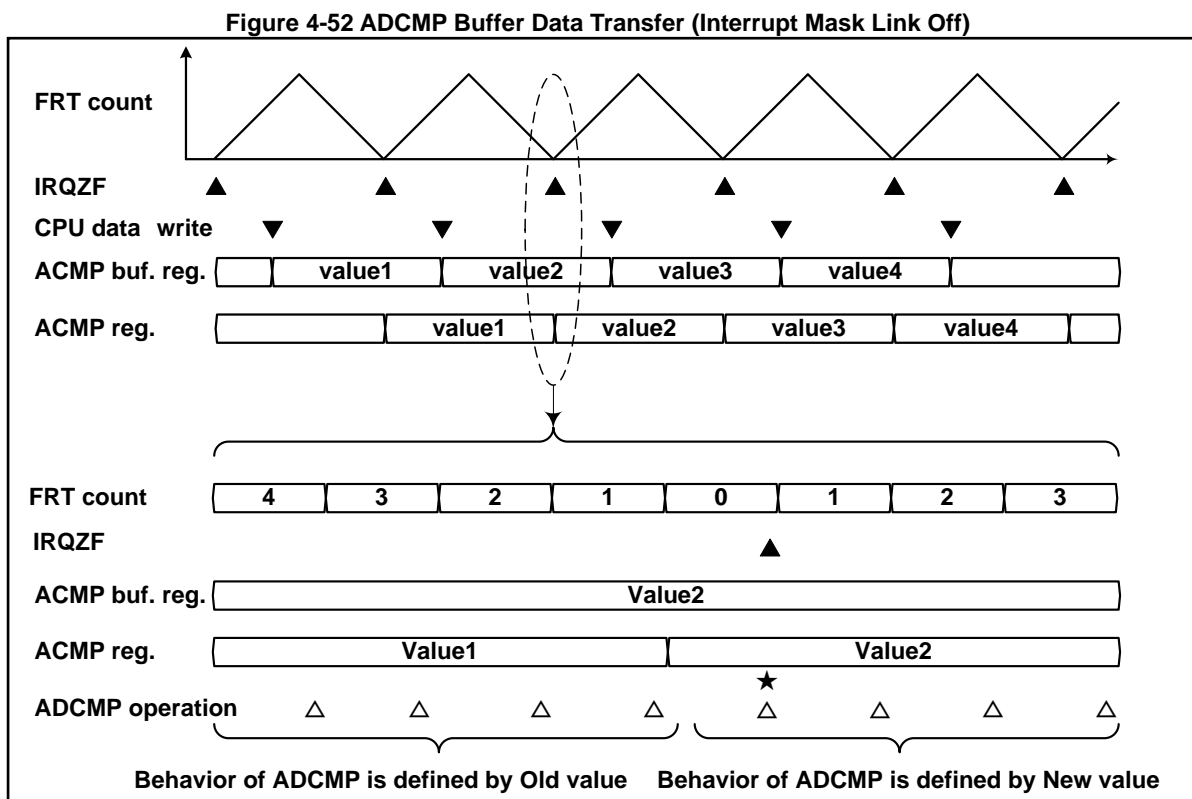 Figure 4-52 ADCMP Buffer Data Transfer (Interrupt Mask Link Off)
FRT count
IRQZF
CPU data write
ACMP buf. reg. value1 value2 value3 value4
ACMP reg. value1 value2 value3 value4
FRT count 4 3 2 1 0 1 2 3
IRQZF
ACMP buf. reg. Value2
ACMP reg. Value1 Value2
ADCMP operation
Behavior of ADCMP is defined by Old value Behavior of ADCMP is defined by New value